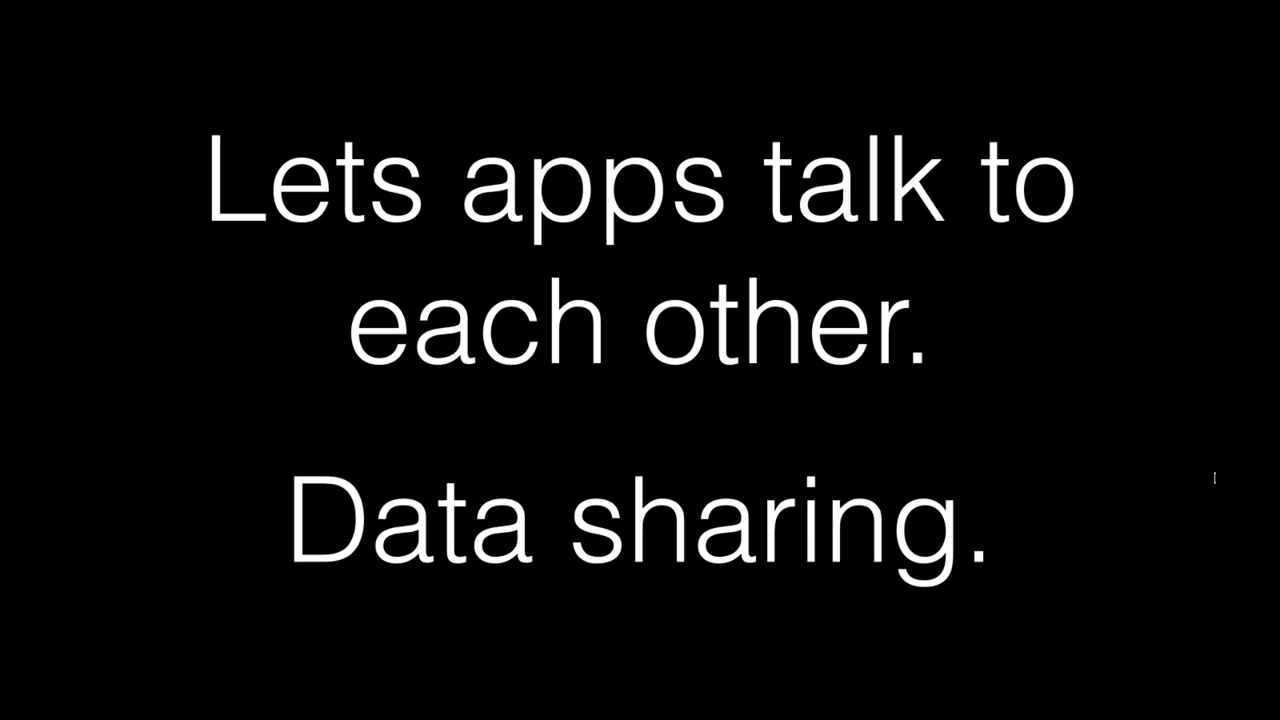 Lets apps talk to
each other.
Data sharing.